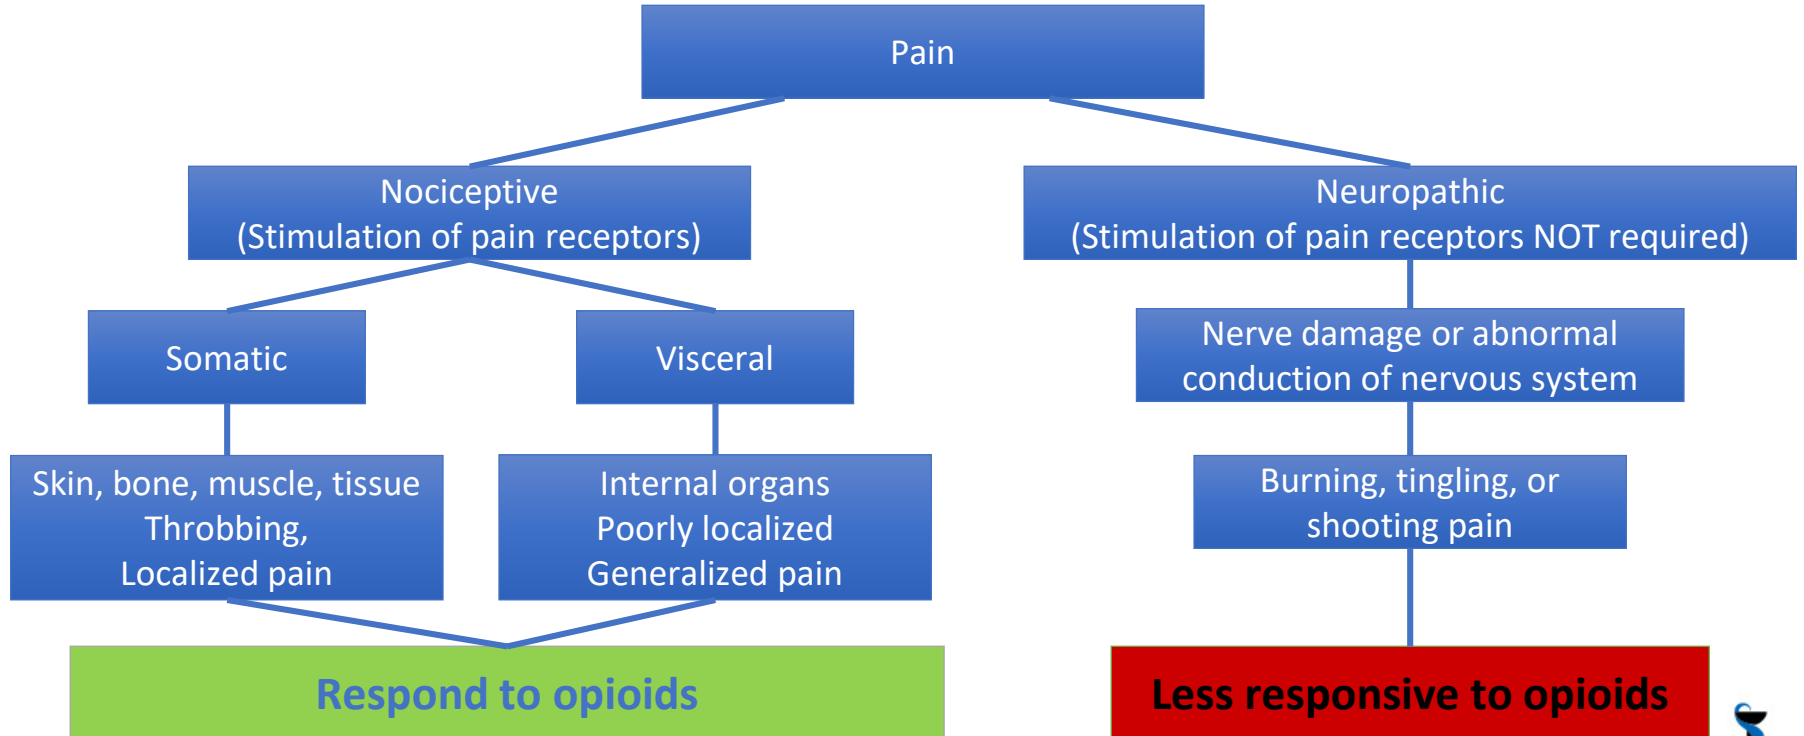 Pain
Nociceptive
(Stimulation of pain receptors)
Neuropathic
(Stimulation of pain receptors NOT required)
Somatic
Visceral
Nerve damage or abnormal
conduction of nervous system
Skin, bone, muscle, tissue
Throbbing,
Localized pain
Internal organs
Poorly localized
Generalized pain
Burning, tingling, or
shooting pain
Respond to opioids
Less responsive to opioids